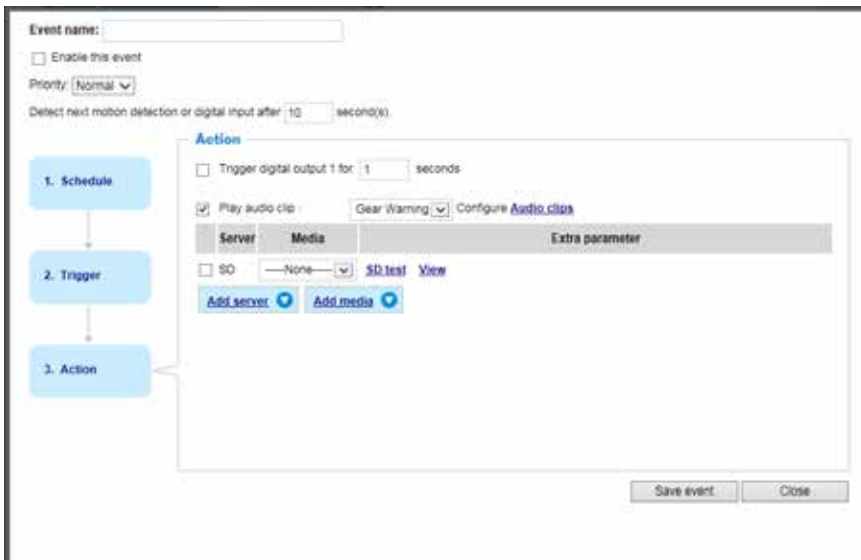 Event name:
Enable this event
Priority: Normal
Detect next motion detection or digital input after 10 second(s).
Action
1. Schedule
2. Trigger
3. Action
Trigger digital output 1 for 1 seconds
Play audio clip : Gear Warning Configure Audio clips
Server Media Extra parameter
SD -----None----- SD test View
Add server Add media
Save event Close